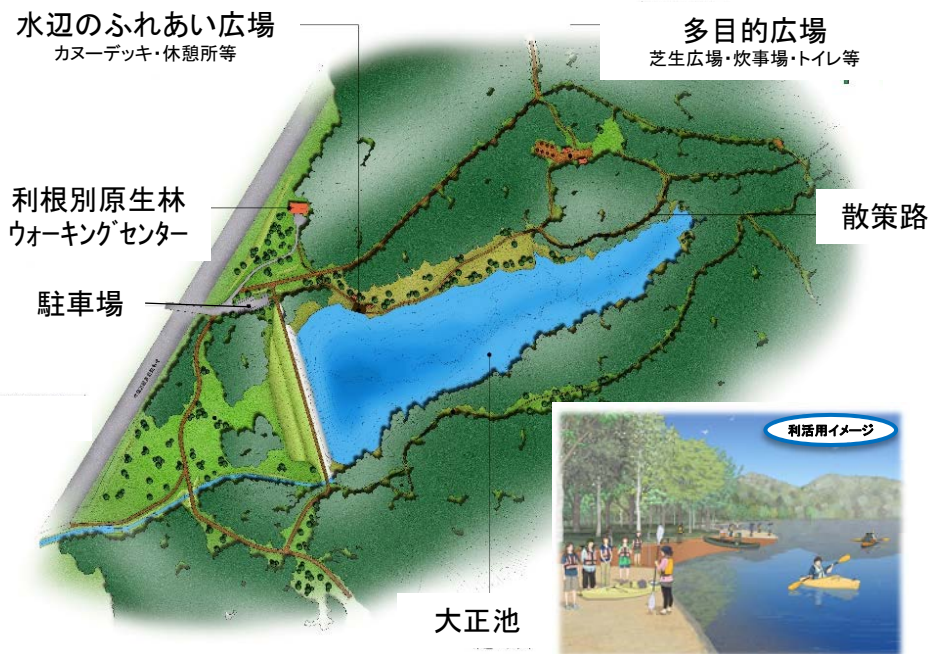 水辺のふれあい広場
カヌーデッキ・休憩所等
多目的広場
芝生広場・炊事場・トイレ等
利根別原生林
ウォーキングセンター
散策路
駐車場
利活用イメージ
大正池